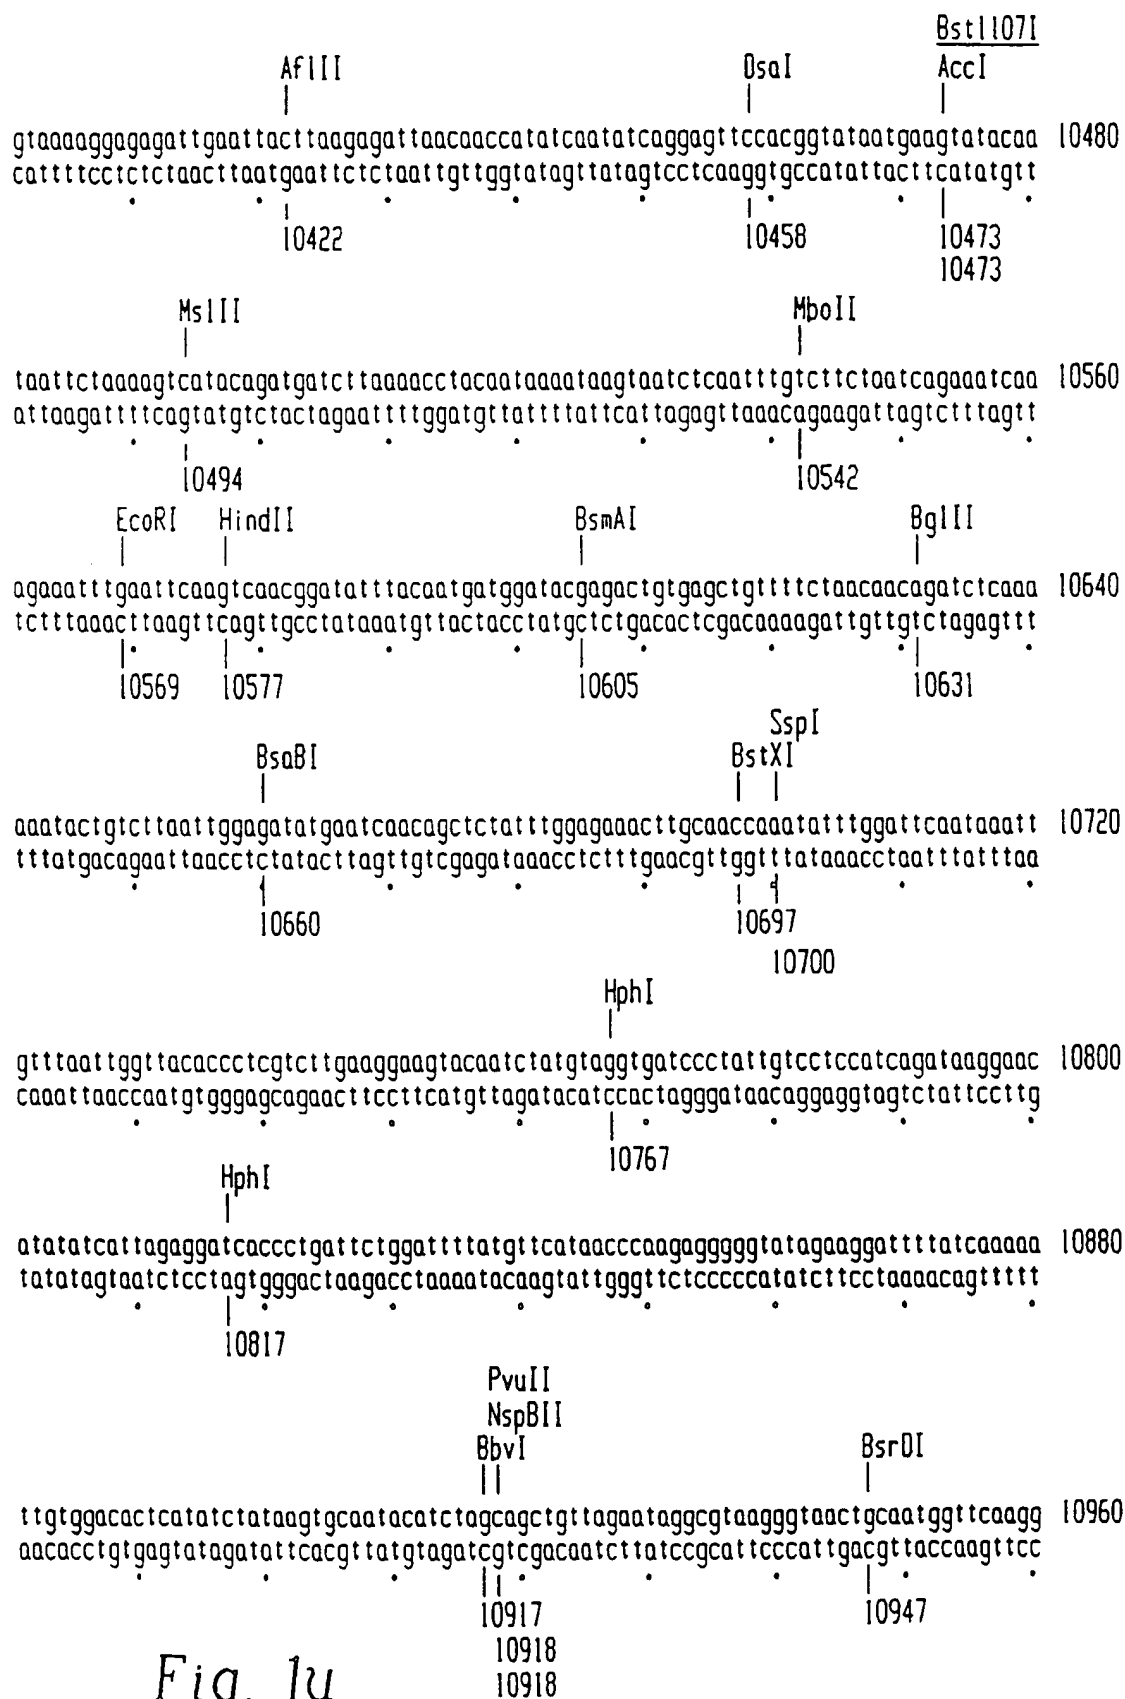 Bst1107I
AflII DsaI AccI
gtaaaaggagagattgaattacttaagagattaacaaccatatcaatatcaggagttccacggtataatgaagtatacaa 10480
cattttcctctctaacttaatgaattctctaattgttggtatagttatagtcctcaaggtgccatattacttcatatgtt
10422 10458 10473
10473
MslII MboII
taattctaaaagtcatacagatgatcttaaaacctacaataaaataagtaatctcaatttgtcttctaatcagaaatcaa 10560
attaagattttcagtatgtctactagaattttggatgttattttattcattagagttaaacagaagattagtctttagtt
10494 10542
EcoRI HindII BsmAI BglII
agaaatttgaattcaagtcaacggatatttacaatgatggatacgagactgtgagctgttttctaacaacagatctcaaa 10640
tctttaaacttaagttcagttgcctataaatgttactacctatgctctgacactcgacaaaagattgttgtctagagttt
10569 10577 10605 10631
SspI
BsaBI BstXI
aaatactgtcttaattggagatatgaatcaacagctctatttggagaaacttgcaaccaaatatttggattcaataaatt 10720
tttatgacagaattaacctctatacttagttgtcgagataaacctctttgaacgttggtttataaacctaatttatttaa
10660 10697
10700
HphI
gtttaattggttacaccctcgtcttgaaggaagtacaatctatgtaggtgatccctattgtcctccatcagataaggaac 10800
caaattaaccaatgtgggagcagaacttccttcatgttagatacatccactagggataacaggaggtagtctattccttg
10767
HphI
atatatcattagaggatcaccctgattctggattttatgttcataacccaagagggggtatagaaggattttatcaaaaa 10880
tatatagtaatctcctagtgggactaagacctaaaatacaagtattgggttctcccccatatcttcctaaaacagttttt
10817
PvuII
NspBII
BbvI BsrDI
ttgtggacactcatatctataagtgcaatacatctagcagctgttagaataggcgtaagggtaactgcaatggttcaagg 10960
aacacctgtgagtatagatattcacgttatgtagatcgtcgacaatcttatccgcattcccattgacgttaccaagttcc
10917 10947
10918
10918
Fig. 1u